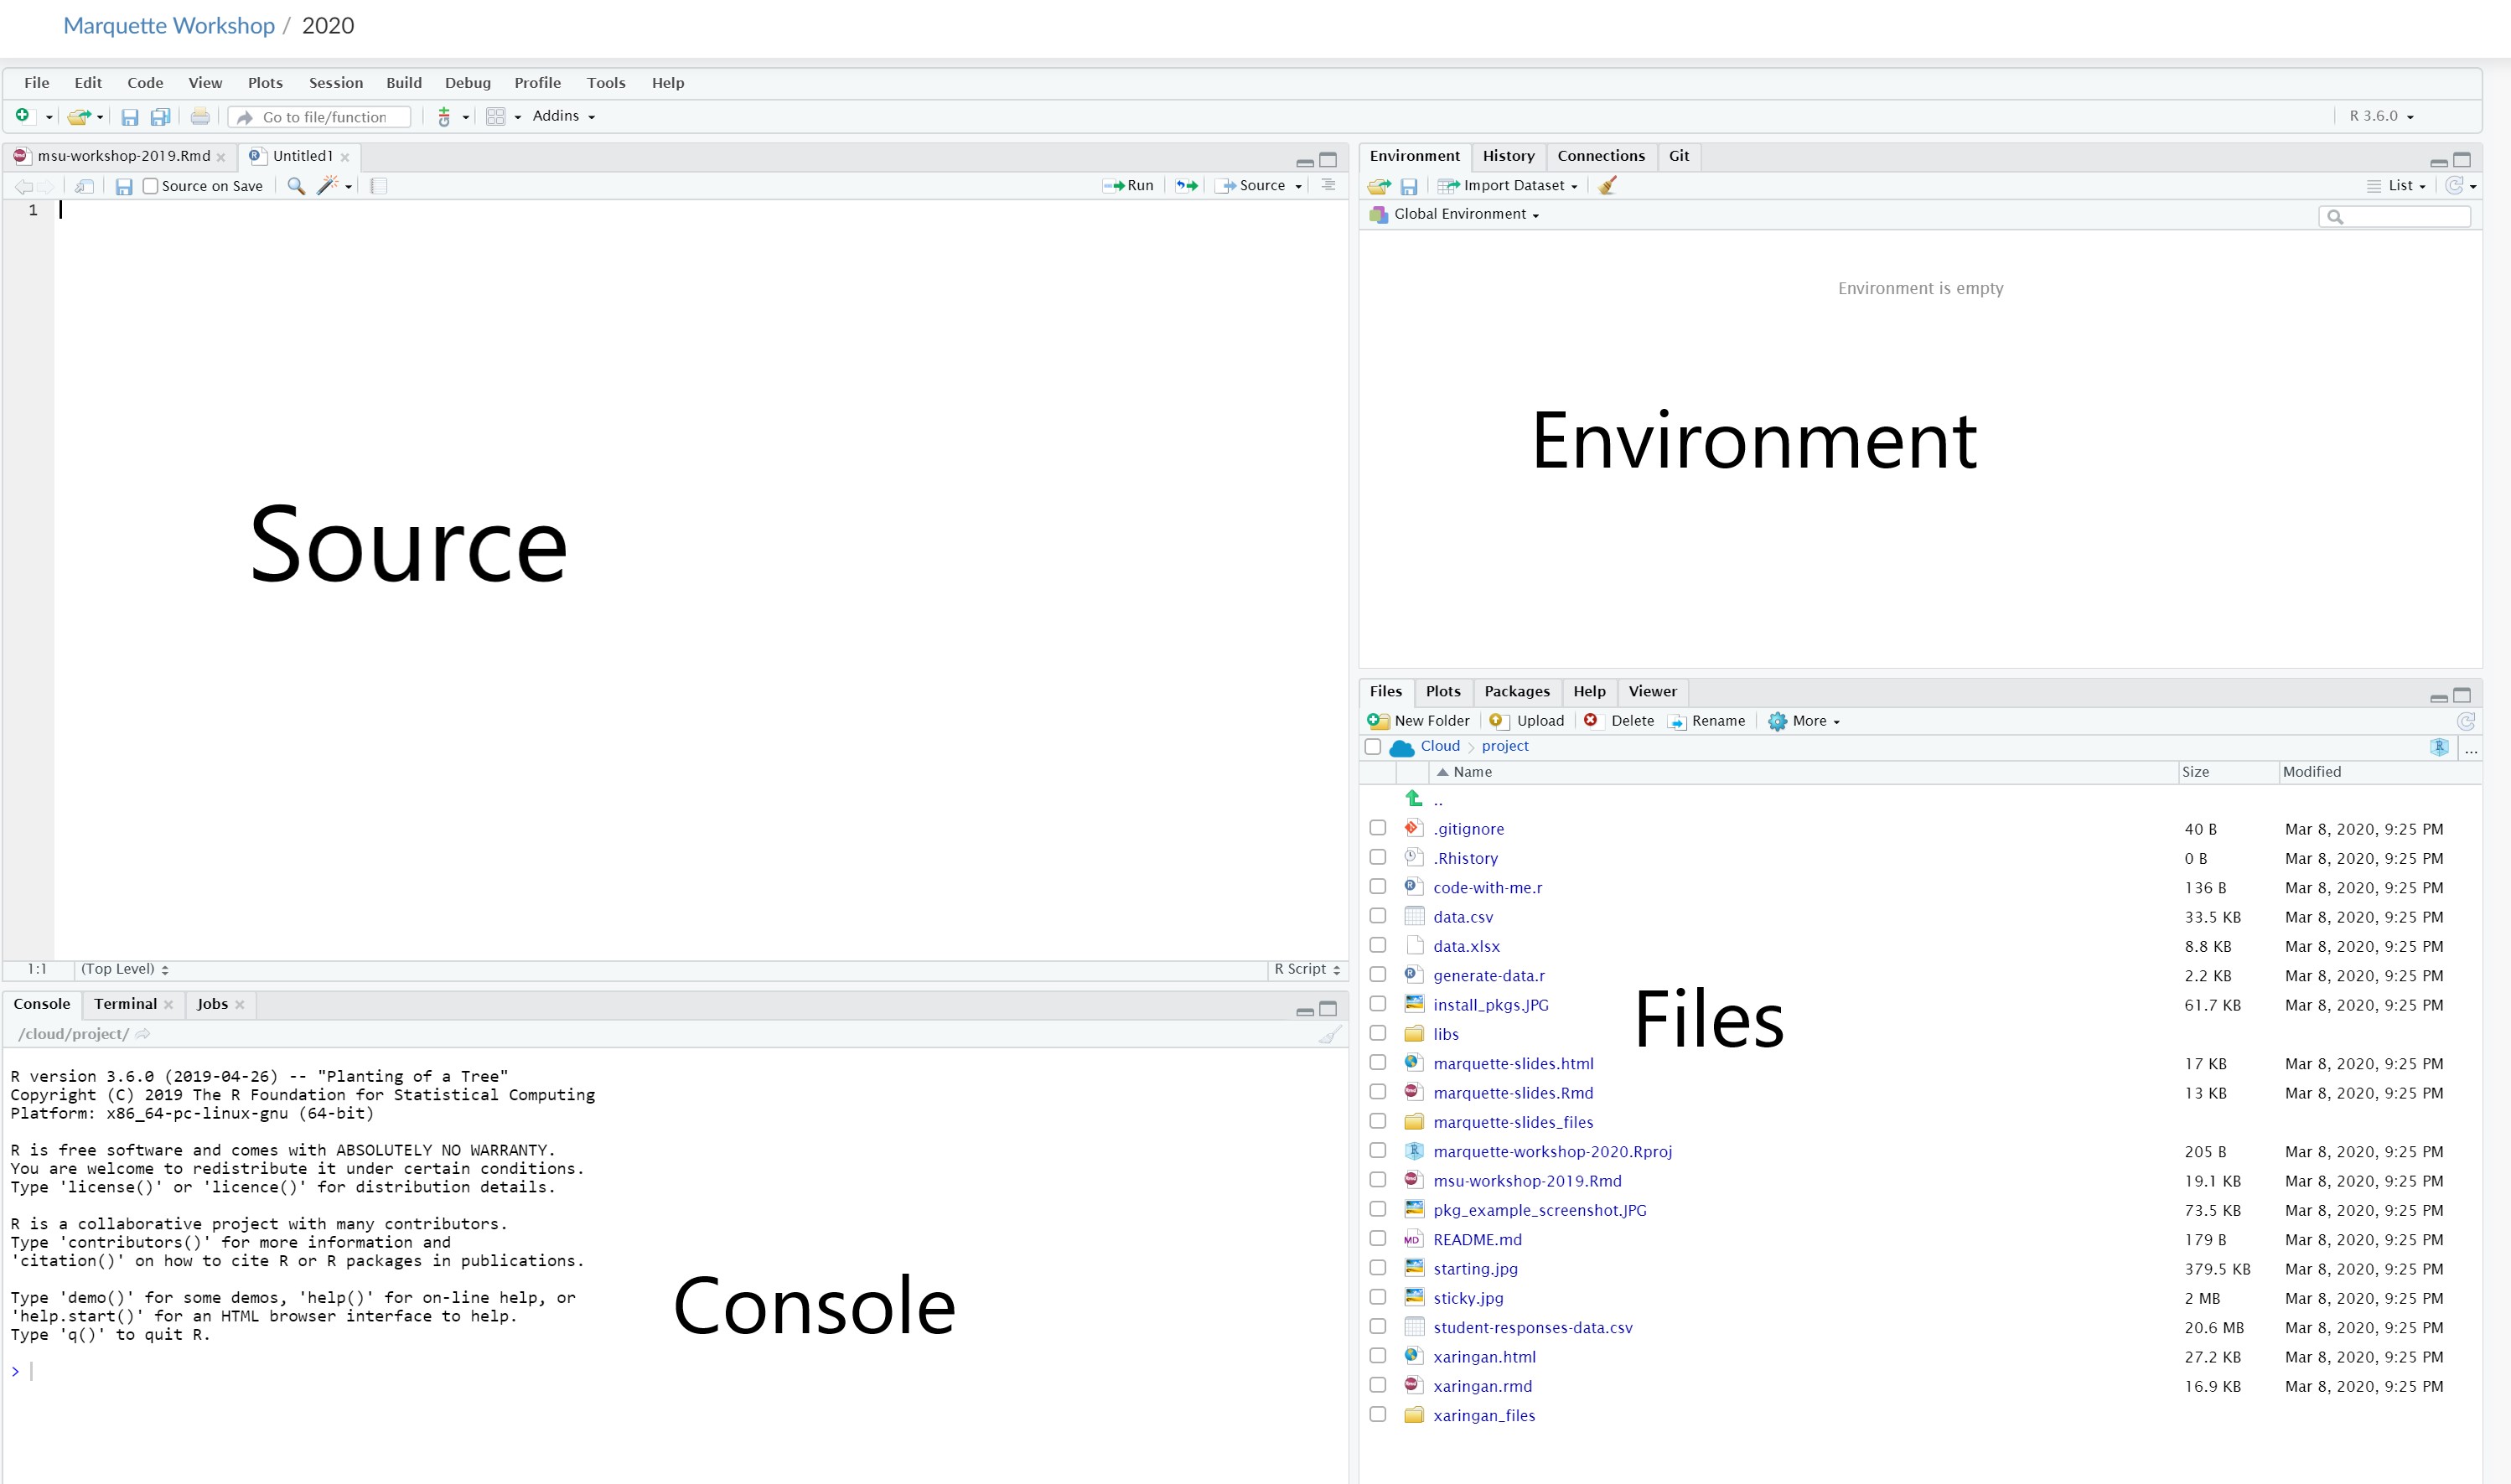 Marquette Workshop / 2020
File Edit Code View Plots Session Build Debug Profile Tools Help
Go to file/function Addins R 3.6.0
msu-workshop-2019.Rmd Untitled1
Source on Save Run Source
1
Source
1:1 (Top Level) R Script
Console Terminal Jobs
/cloud/project/
R version 3.6.0 (2019-04-26) -- "Planting of a Tree"
Copyright (C) 2019 The R Foundation for Statistical Computing
Platform: x86_64-pc-linux-gnu (64-bit)
R is free software and comes with ABSOLUTELY NO WARRANTY.
You are welcome to redistribute it under certain conditions.
Type 'license()' or 'licence()' for distribution details.
R is a collaborative project with many contributors.
Type 'contributors()' for more information and
'citation()' on how to cite R or R packages in publications.
Type 'demo()' for some demos, 'help()' for on-line help, or
'help.start()' for an HTML browser interface to help.
Type 'q()' to quit R.
>
Console
Environment History Connections Git
Import Dataset List
Global Environment
Environment is empty
Environment
Files Plots Packages Help Viewer
New Folder Upload Delete Rename More
Cloud project ...
Name Size Modified
..
.gitignore 40 B Mar 8, 2020, 9:25 PM
.Rhistory 0 B Mar 8, 2020, 9:25 PM
code-with-me.r 136 B Mar 8, 2020, 9:25 PM
data.csv 33.5 KB Mar 8, 2020, 9:25 PM
data.xlsx 8.8 KB Mar 8, 2020, 9:25 PM
generate-data.r 2.2 KB Mar 8, 2020, 9:25 PM
install_pkgs.JPG 61.7 KB Mar 8, 2020, 9:25 PM
Files
libs
marquette-slides.html 17 KB Mar 8, 2020, 9:25 PM
marquette-slides.Rmd 13 KB Mar 8, 2020, 9:25 PM
marquette-slides_files
marquette-workshop-2020.Rproj 205 B Mar 8, 2020, 9:25 PM
msu-workshop-2019.Rmd 19.1 KB Mar 8, 2020, 9:25 PM
pkg_example_screenshot.JPG 73.5 KB Mar 8, 2020, 9:25 PM
README.md 179 B Mar 8, 2020, 9:25 PM
starting.jpg 379.5 KB Mar 8, 2020, 9:25 PM
sticky.jpg 2 MB Mar 8, 2020, 9:25 PM
student-responses-data.csv 20.6 MB Mar 8, 2020, 9:25 PM
xaringan.html 27.2 KB Mar 8, 2020, 9:25 PM
xaringan.rmd 16.9 KB Mar 8, 2020, 9:25 PM
xaringan_files